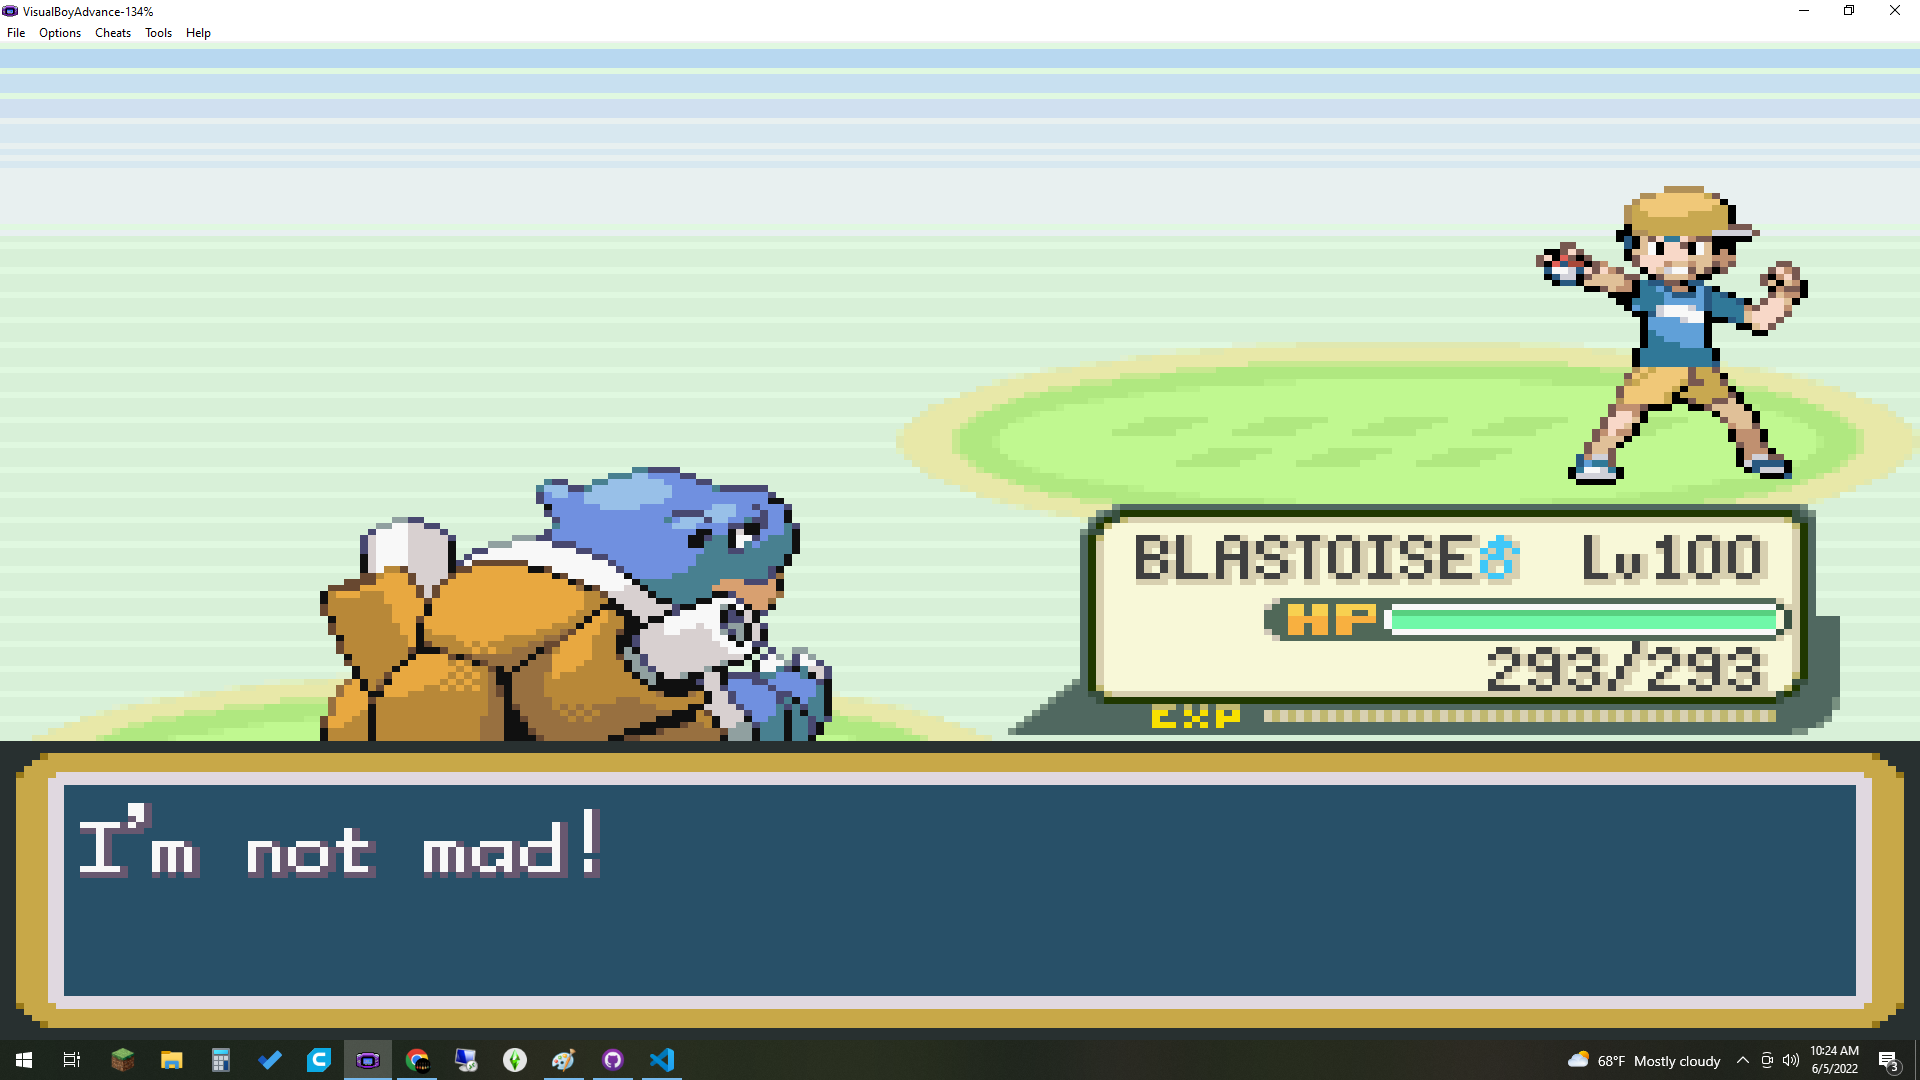 VisualBoyAdvance-134%
File Options Cheats Tools Help
BLASTOISE♂ Lv100
HP
293/293
EXP
I'm not mad!
68°F Mostly cloudy
10:24 AM
6/5/2022
3